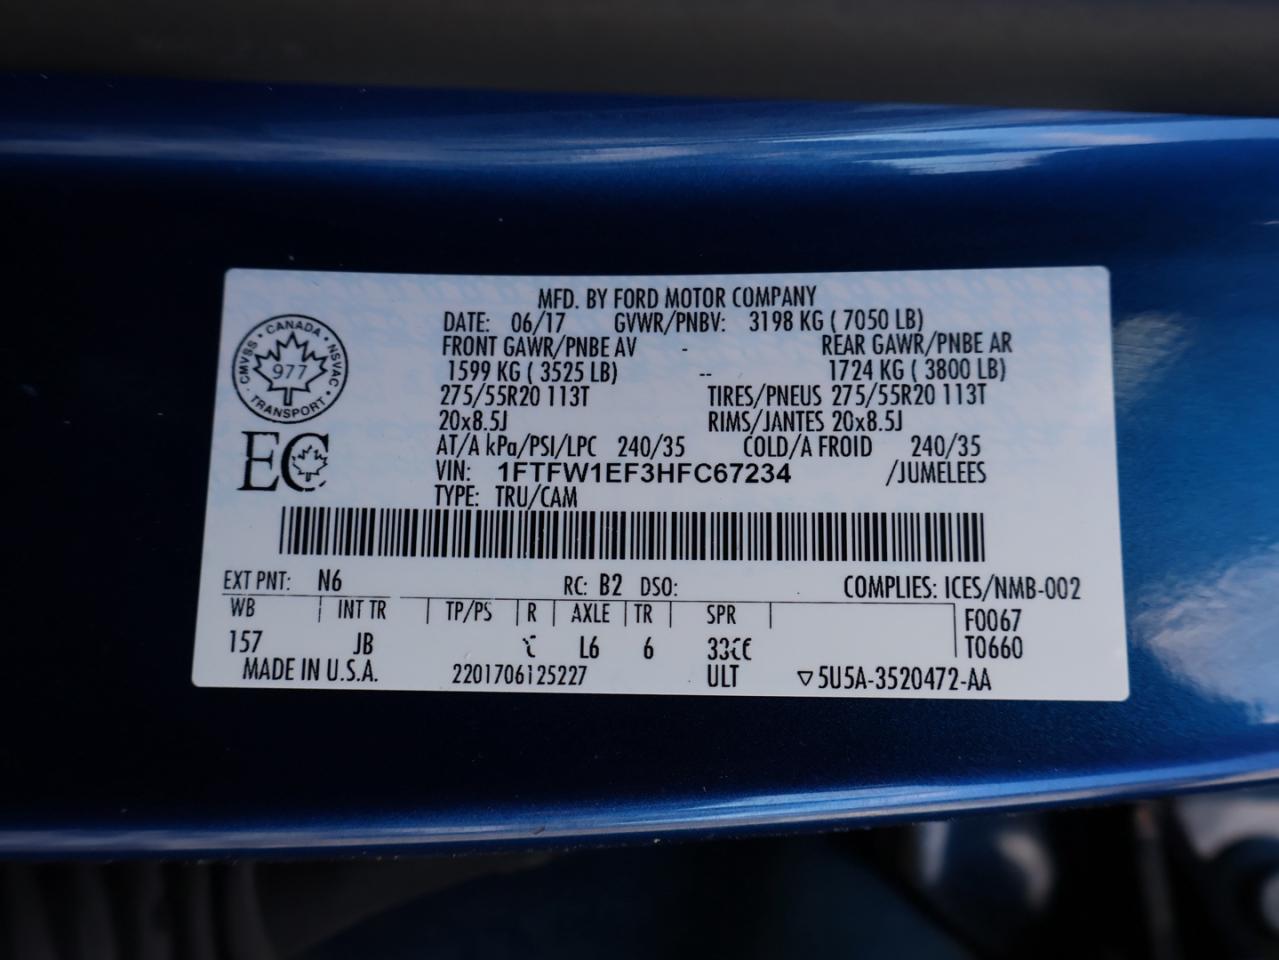 MFD. BY FORD MOTOR COMPANY
DATE: 06/17 GVWR/PNBV: 3198 KG ( 7050 LB)
FRONT GAWR/PNBE AV - REAR GAWR/PNBE AR
1599 KG ( 3525 LB) -- 1724 KG ( 3800 LB)
275/55R20 113T TIRES/PNEUS 275/55R20 113T
20x8.5J RIMS/JANTES 20x8.5J
AT/A kPa/PSI/LPC 240/35 COLD/A FROID 240/35
VIN: 1FTFW1EF3HFC67234 /JUMELEES
TYPE: TRU/CAM
CANADA
CMVSS • NSVAC
977
TRANSPORT
EC
EXT PNT: N6 RC: B2 DSO: COMPLIES: ICES/NMB-002
WB | INT TR | TP/PS | R | AXLE | TR | SPR | F0067
157 JB L6 6 T0660
MADE IN U.S.A. 2201706125227 ULT ▽5U5A-3520472-AA